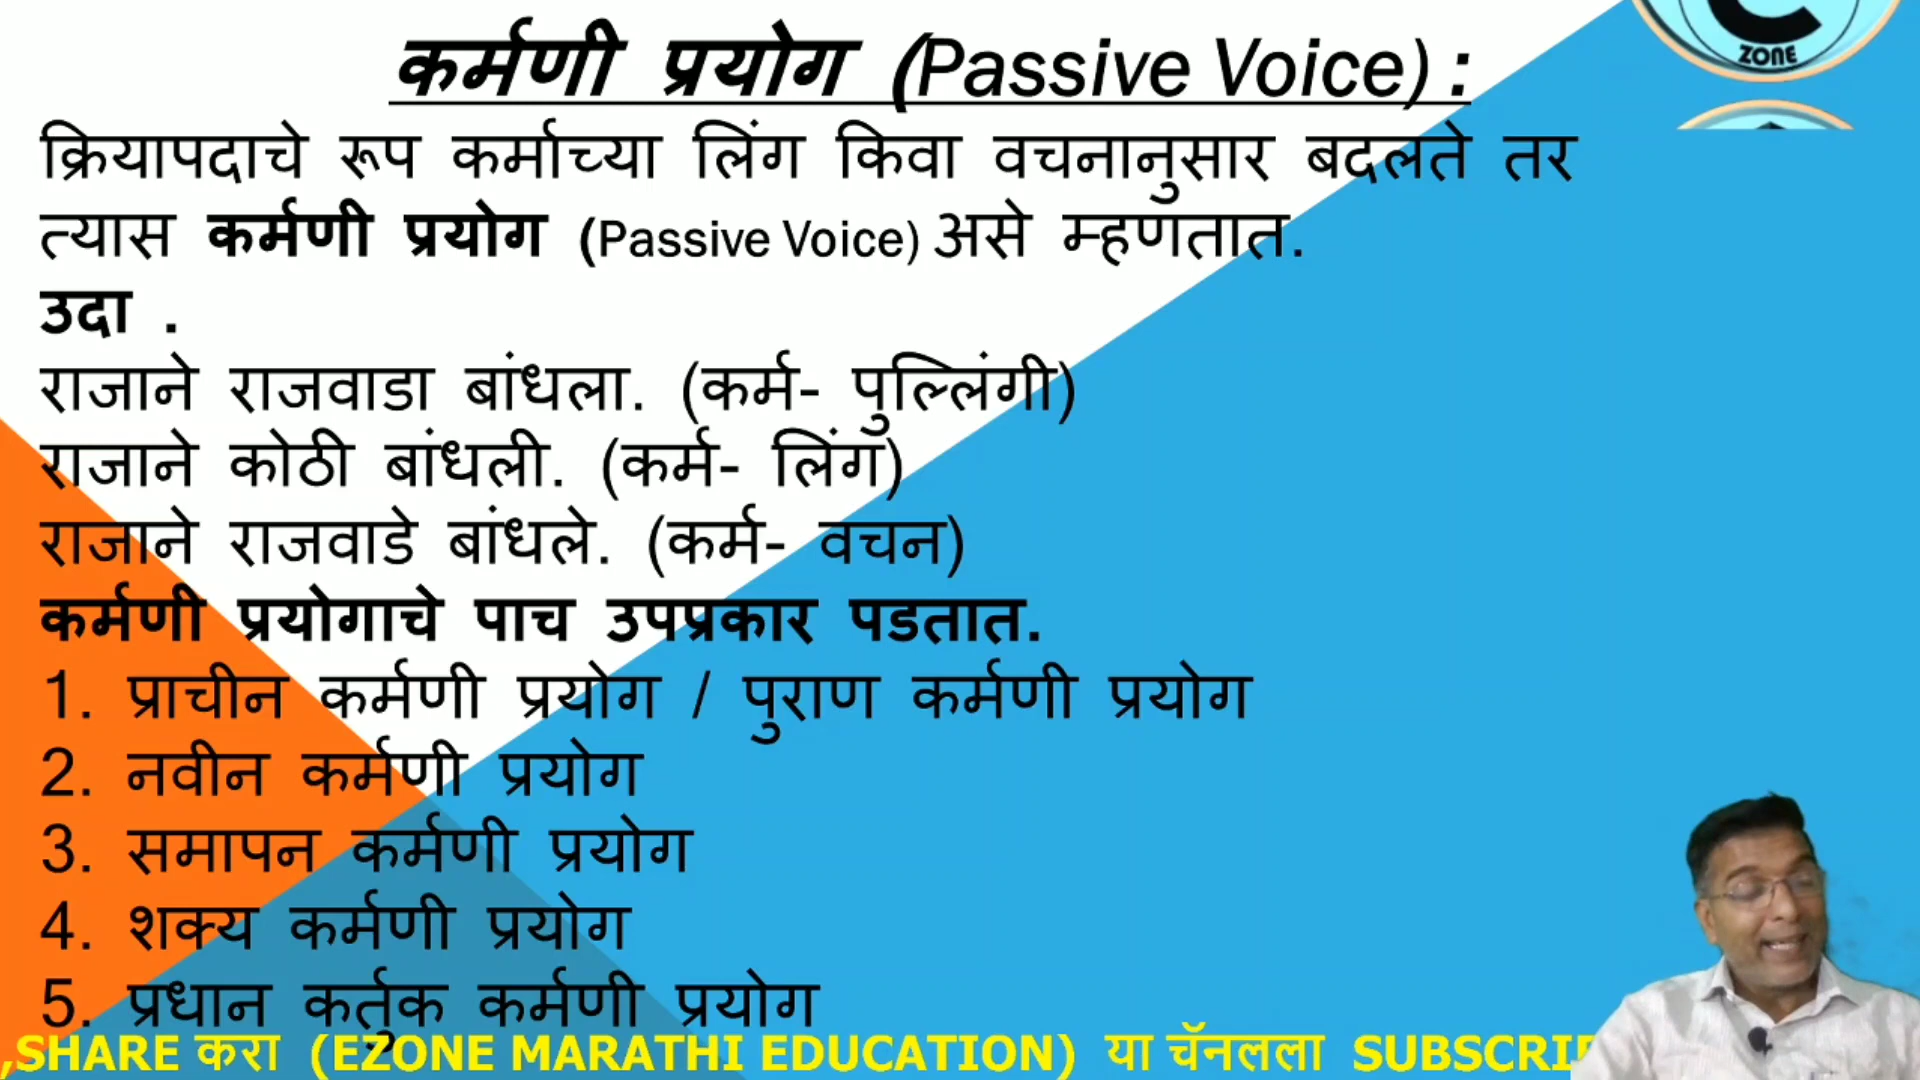 ZONE
कर्मणी प्रयोग (Passive Voice) :
क्रियापदाचे रूप कर्माच्या लिंग किवा वचनानुसार बदलते तर
त्यास कर्मणी प्रयोग (Passive Voice) असे म्हणतात.
उदा .
राजाने राजवाडा बांधला. (कर्म- पुल्लिंगी)
राजाने कोठी बांधली. (कर्म- लिंग)
राजाने राजवाडे बांधले. (कर्म- वचन)
कर्मणी प्रयोगाचे पाच उपप्रकार पडतात.
1. प्राचीन कर्मणी प्रयोग / पुराण कर्मणी प्रयोग
2. नवीन कर्मणी प्रयोग
3. समापन कर्मणी प्रयोग
4. शक्य कर्मणी प्रयोग
5. प्रधान कर्तुक कर्मणी प्रयोग
,SHARE करा (EZONE MARATHI EDUCATION) या चॅनलला SUBSCRI